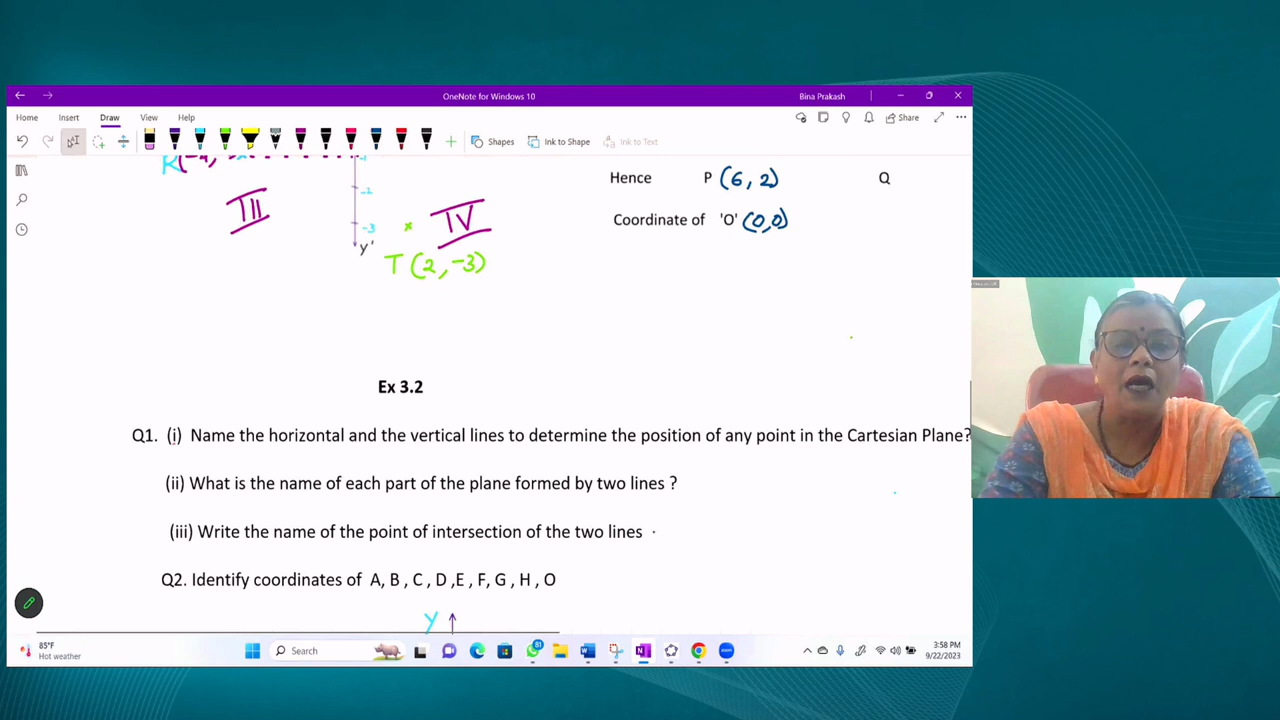 OneNote for Windows 10
Bina Prakash
Home Insert Draw View Help
Share
Shapes
Ink to Shape
Ink to Text
-2
III
IV
-3
Y'
T (2, -3)
Hence P (6, 2) Q
Coordinate of 'O' (0,0)
Ex 3.2
Q1. (i) Name the horizontal and the vertical lines to determine the position of any point in the Cartesian Plane?
(ii) What is the name of each part of the plane formed by two lines ?
(iii) Write the name of the point of intersection of the two lines
Q2. Identify coordinates of A, B , C , D ,E , F, G , H , O
Y
85°F
Hot weather
Search
81
3:58 PM
9/22/2023